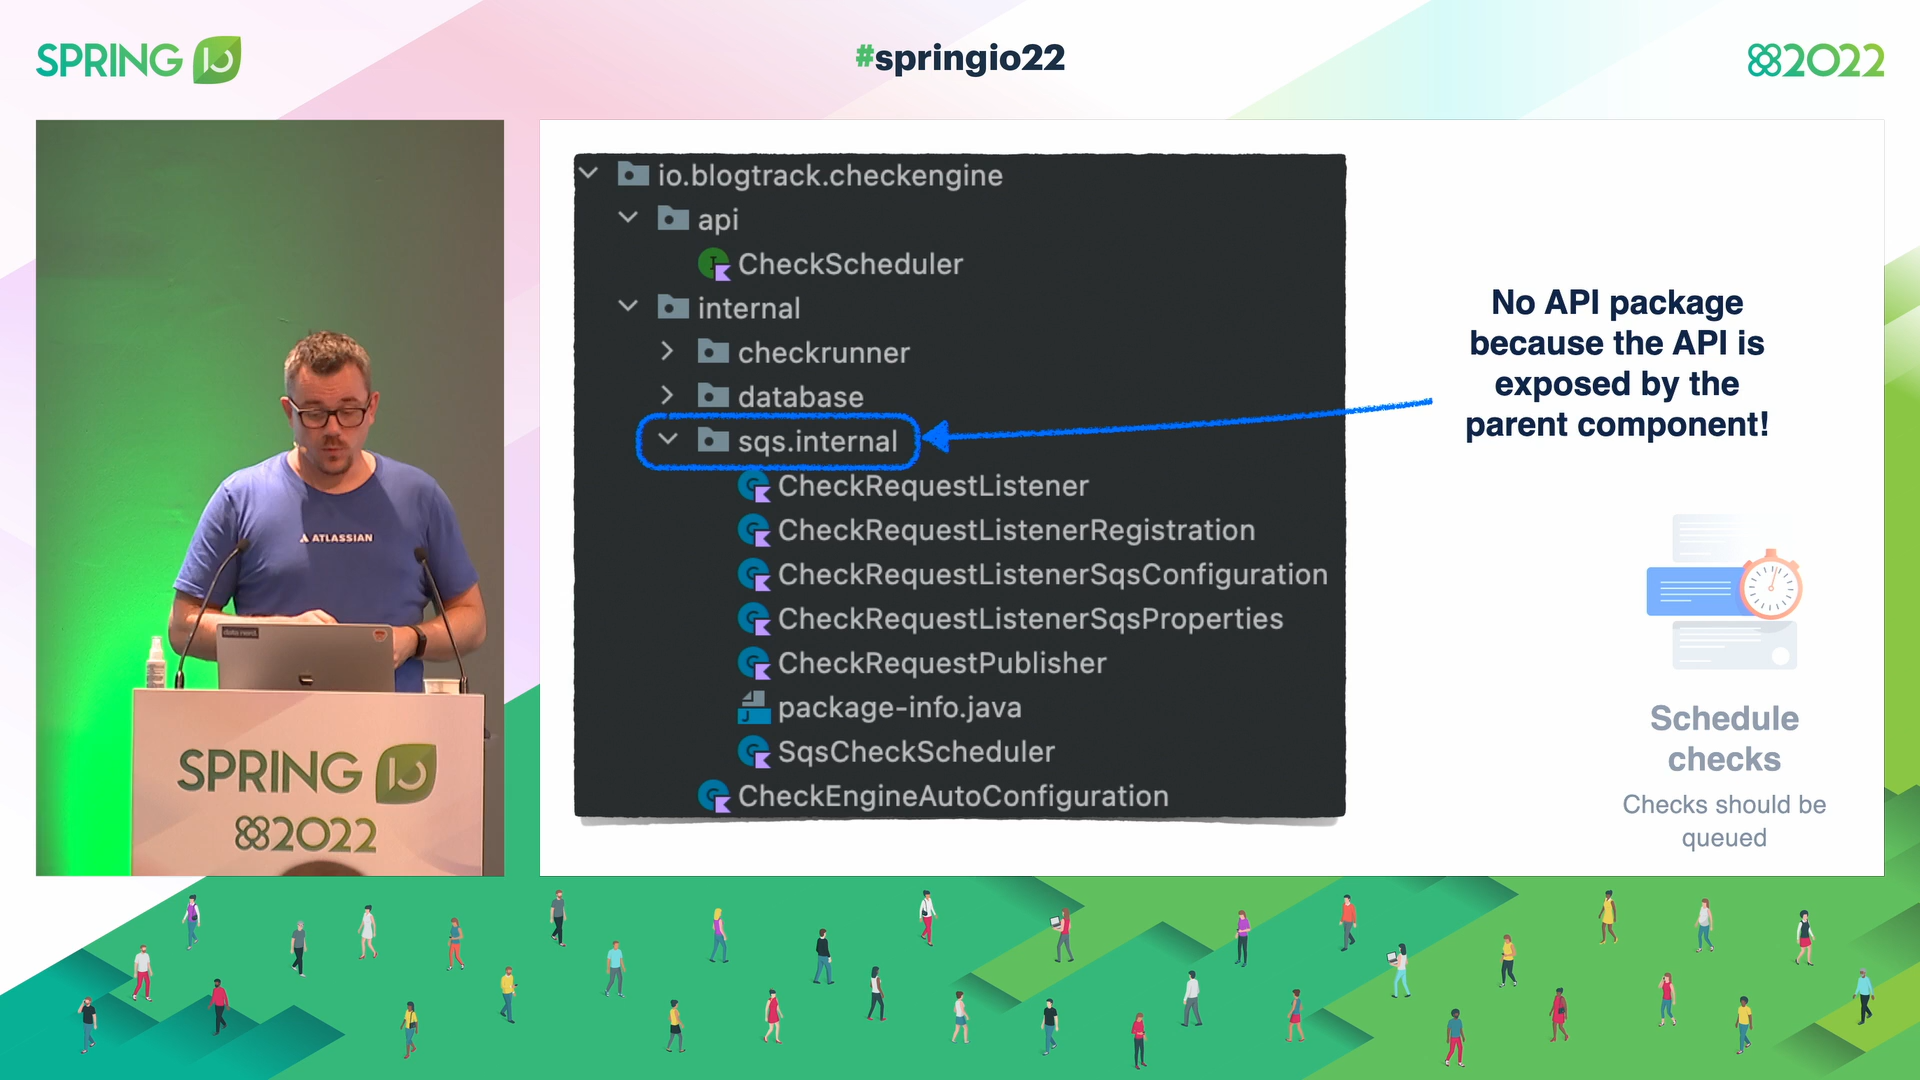 SPRING IO
#springio22
2022
io.blogtrack.checkengine
api
CheckScheduler
internal
checkrunner
database
sqs.internal
CheckRequestListener
CheckRequestListenerRegistration
CheckRequestListenerSqsConfiguration
CheckRequestListenerSqsProperties
CheckRequestPublisher
package-info.java
SqsCheckScheduler
CheckEngineAutoConfiguration
No API package
because the API is
exposed by the
parent component!
Schedule
checks
Checks should be
queued
ATLASSIAN
SPRING IO
2022